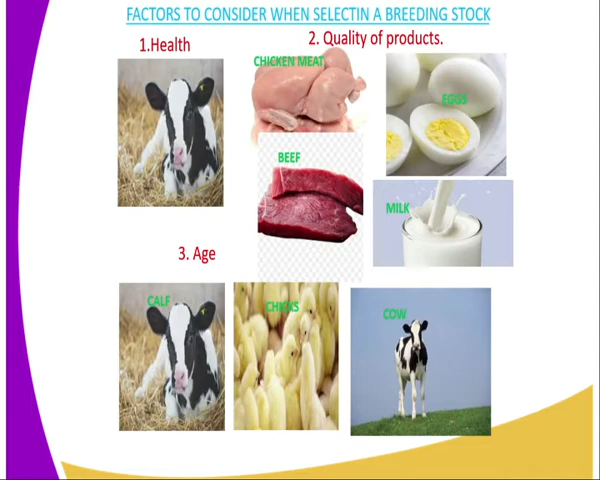 FACTORS TO CONSIDER WHEN SELECTIN A BREEDING STOCK
1.Health
2. Quality of products.
CHICKEN MEAT
EGGS
BEEF
MILK
3. Age
CALF
CHICKS
COW